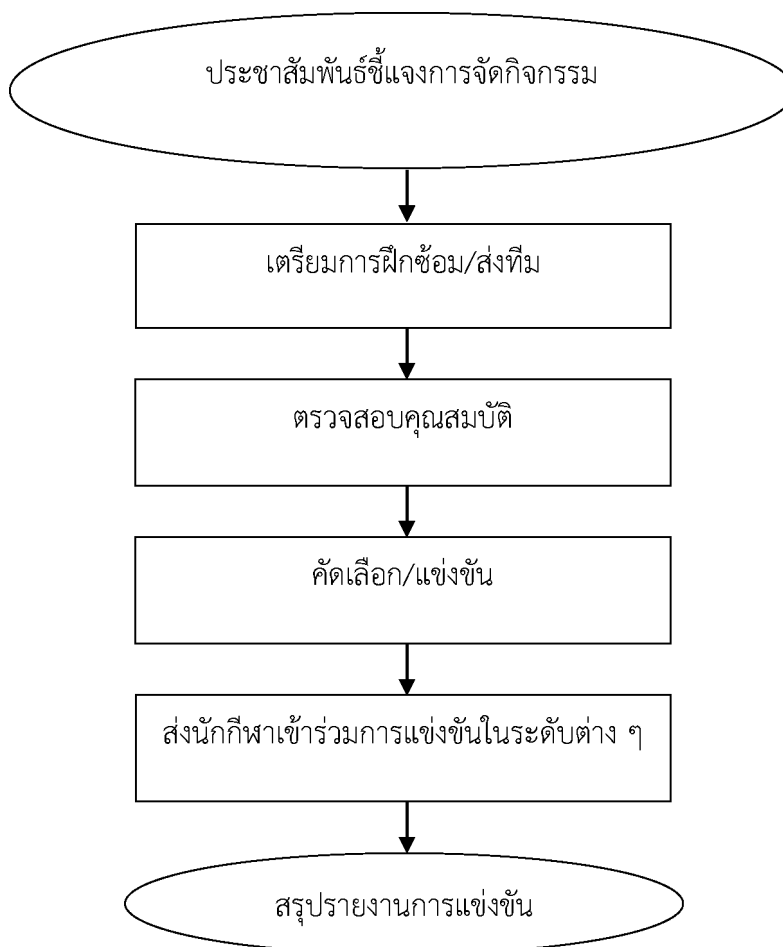 ประชาสัมพันธ์ชี้แจงการจัดกิจกรรม
เตรียมการฝึกซ้อม/ส่งทีม
ตรวจสอบคุณสมบัติ
คัดเลือก/แข่งขัน
ส่งนักกีฬาเข้าร่วมการแข่งขันในระดับต่าง ๆ
สรุปรายงานการแข่งขัน